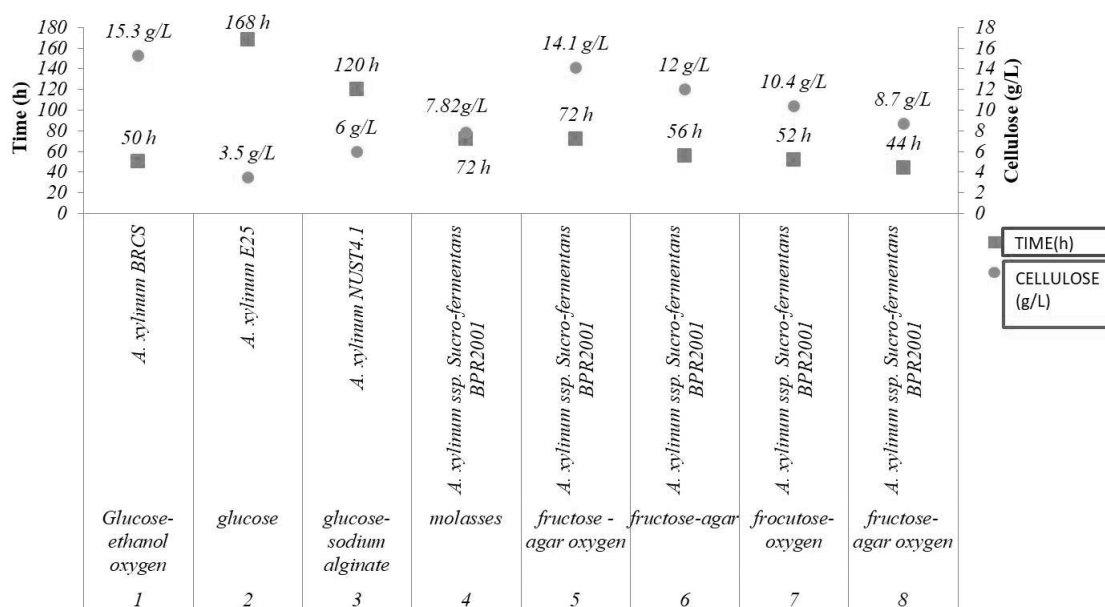 Time (h)
180
160
140
120
100
80
60
40
20
0
15.3 g/L
50 h
168 h
3.5 g/L
120 h
6 g/L
7.82g/L
72 h
14.1 g/L
72 h
12 g/L
56 h
10.4 g/L
52 h
8.7 g/L
44 h
18
16
14
12
10
8
6
4
2
0
Cellulose (g/L)
TIME(h)
CELLULOSE
(g/L)
A. xylinum BRCS
A. xylinum E25
A. xylinum NUST4.1
A. xylinum ssp. Sucro-fermentans
BPR2001
A. xylinum ssp. Sucro-fermentans
BPR2001
A. xylinum ssp. Sucro-fermentans
BPR2001
A. xylinum ssp. Sucro-fermentans
BPR2001
A. xylinum ssp. Sucro-fermentans
BPR2001
Glucose-
ethanol
oxygen
glucose
glucose-
sodium
alginate
molasses
fructose -
agar oxygen
fructose-agar
frocutose-
oxygen
fructose-
agar oxygen
1
2
3
4
5
6
7
8